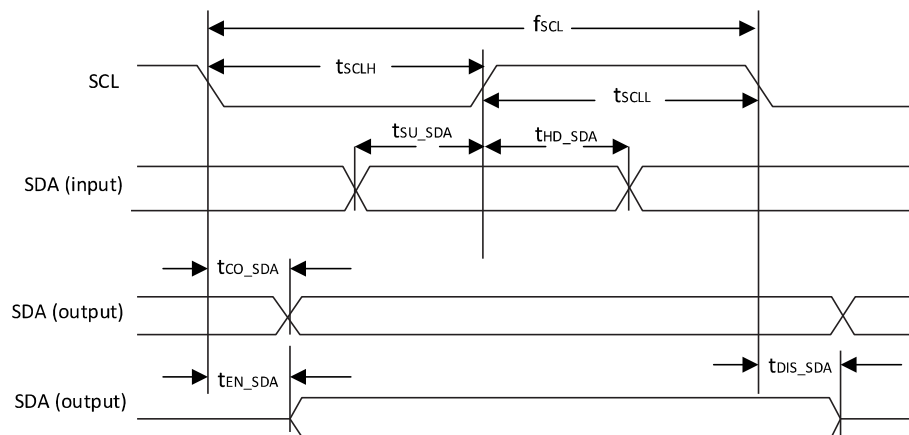 fSCL
tSCLH
SCL
tSCLL
tSU_SDA
tHD_SDA
SDA (input)
tCO_SDA
SDA (output)
tEN_SDA
tDIS_SDA
SDA (output)